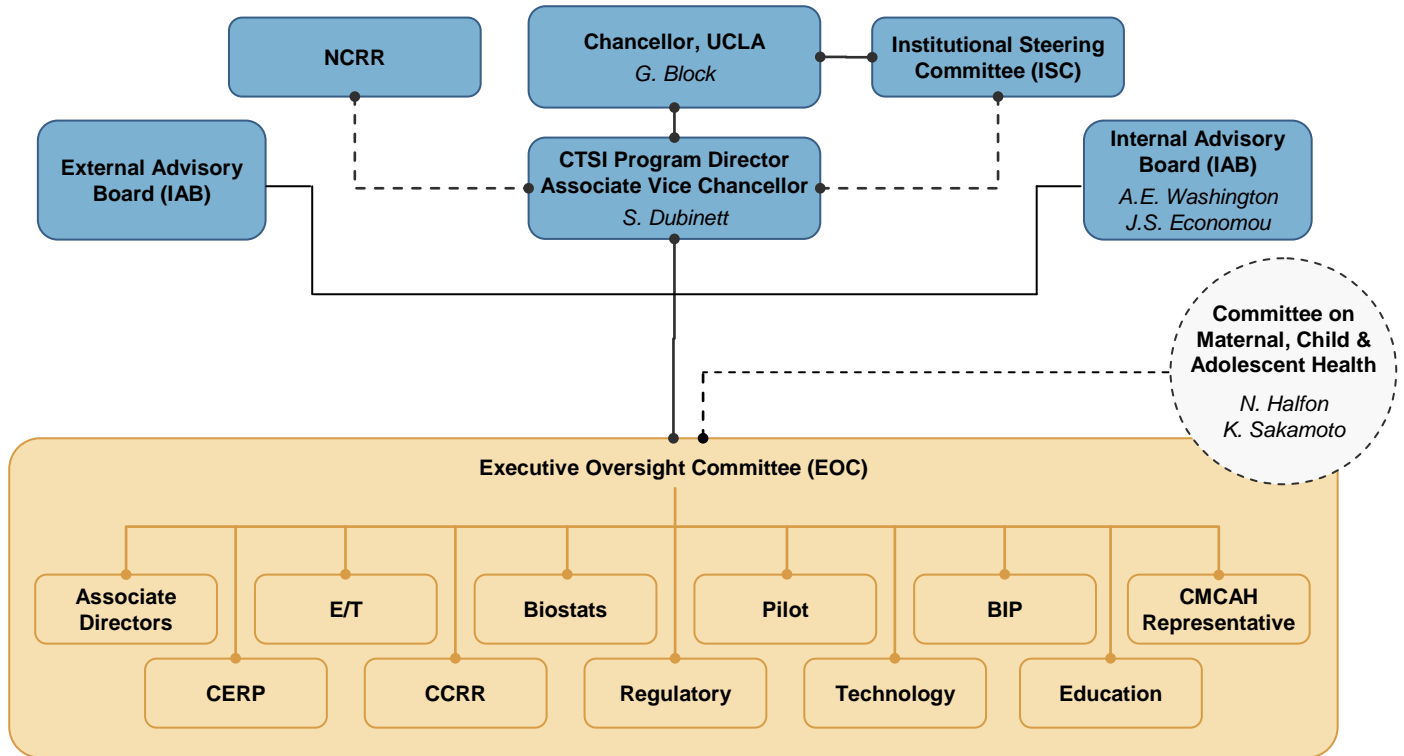 NCRR
Chancellor, UCLA
G. Block
Institutional Steering
Committee (ISC)
External Advisory
Board (IAB)
CTSI Program Director
Associate Vice Chancellor
S. Dubinett
Internal Advisory
Board (IAB)
A.E. Washington
J.S. Economou
Committee on
Maternal, Child &
Adolescent Health
N. Halfon
K. Sakamoto
Executive Oversight Committee (EOC)
Associate
Directors
E/T
Biostats
Pilot
BIP
CMCAH
Representative
CERP
CCRR
Regulatory
Technology
Education